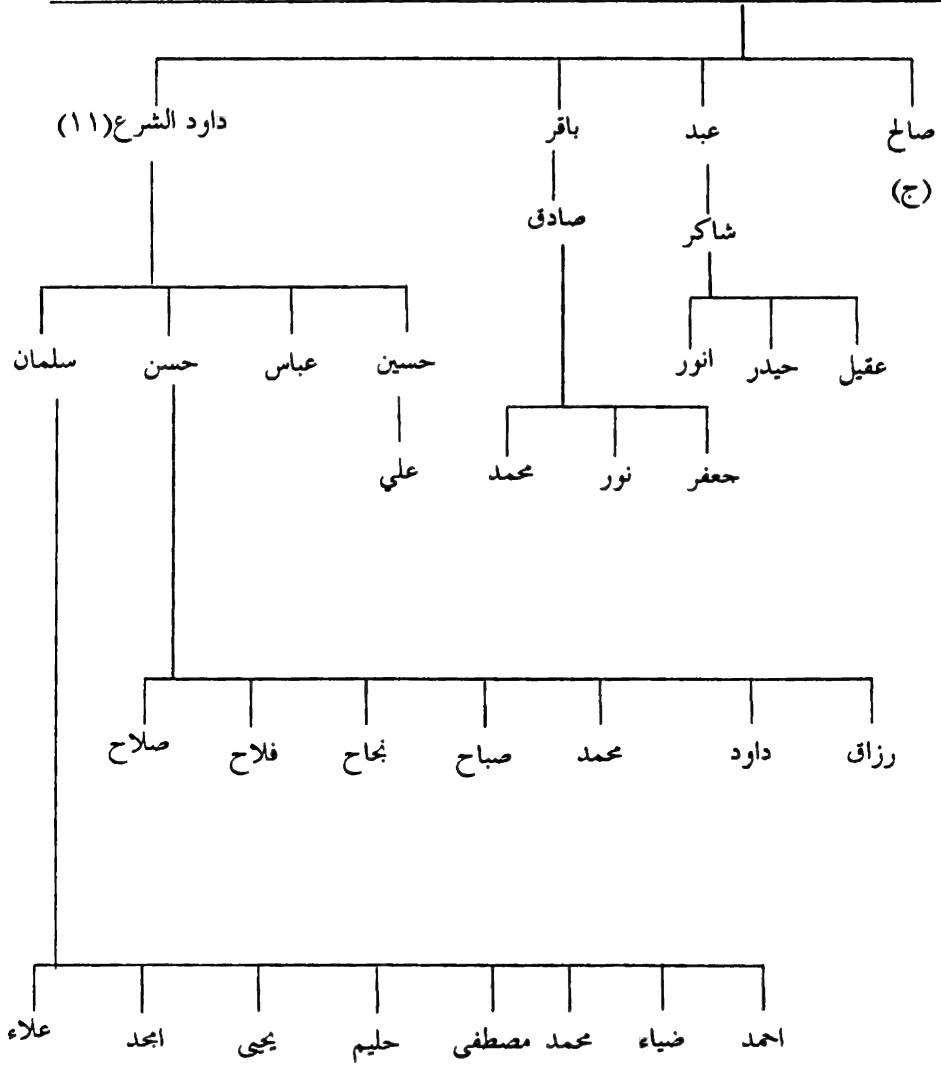 صالح عبد باقر داود الشرع(١١)
(ج)
شاكر صادق
عقيل حيدر انور حسين عباس حسن سلمان
جعفر نور محمد علي
رزاق داود محمد صباح نجاح فلاح صلاح
احمد ضياء محمد مصطفى حليم يحيى امجد علاء